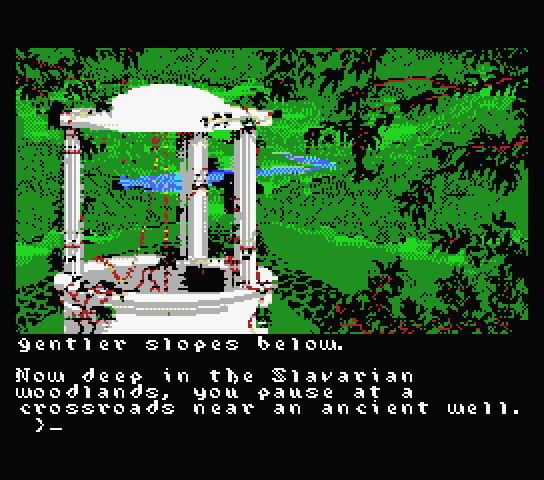 gentler slopes below.
Now deep in the Slavarian
woodlands, you pause at a
crossroads near an ancient well.
>_